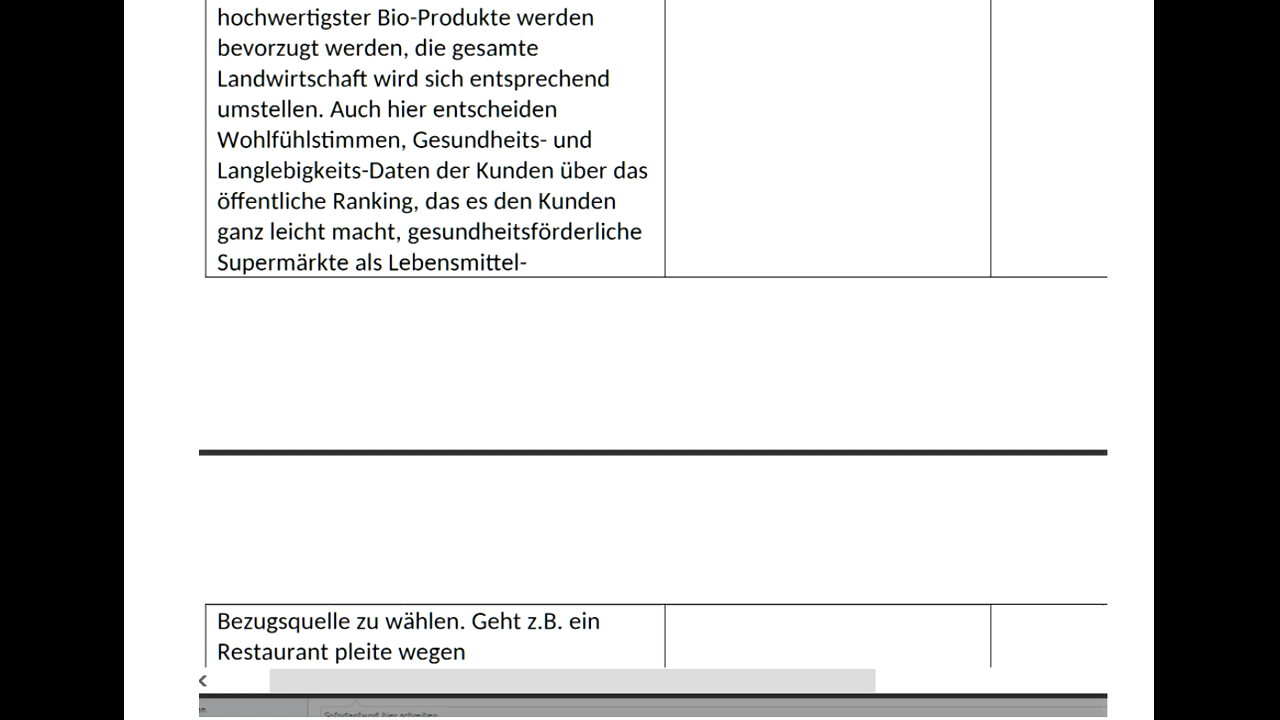 hochwertigster Bio-Produkte werden
bevorzugt werden, die gesamte
Landwirtschaft wird sich entsprechend
umstellen. Auch hier entscheiden
Wohlfühlstimmen, Gesundheits- und
Langlebigkeits-Daten der Kunden über das
öffentliche Ranking, das es den Kunden
ganz leicht macht, gesundheitsförderliche
Supermärkte als Lebensmittel-
Bezugsquelle zu wählen. Geht z.B. ein
Restaurant pleite wegen